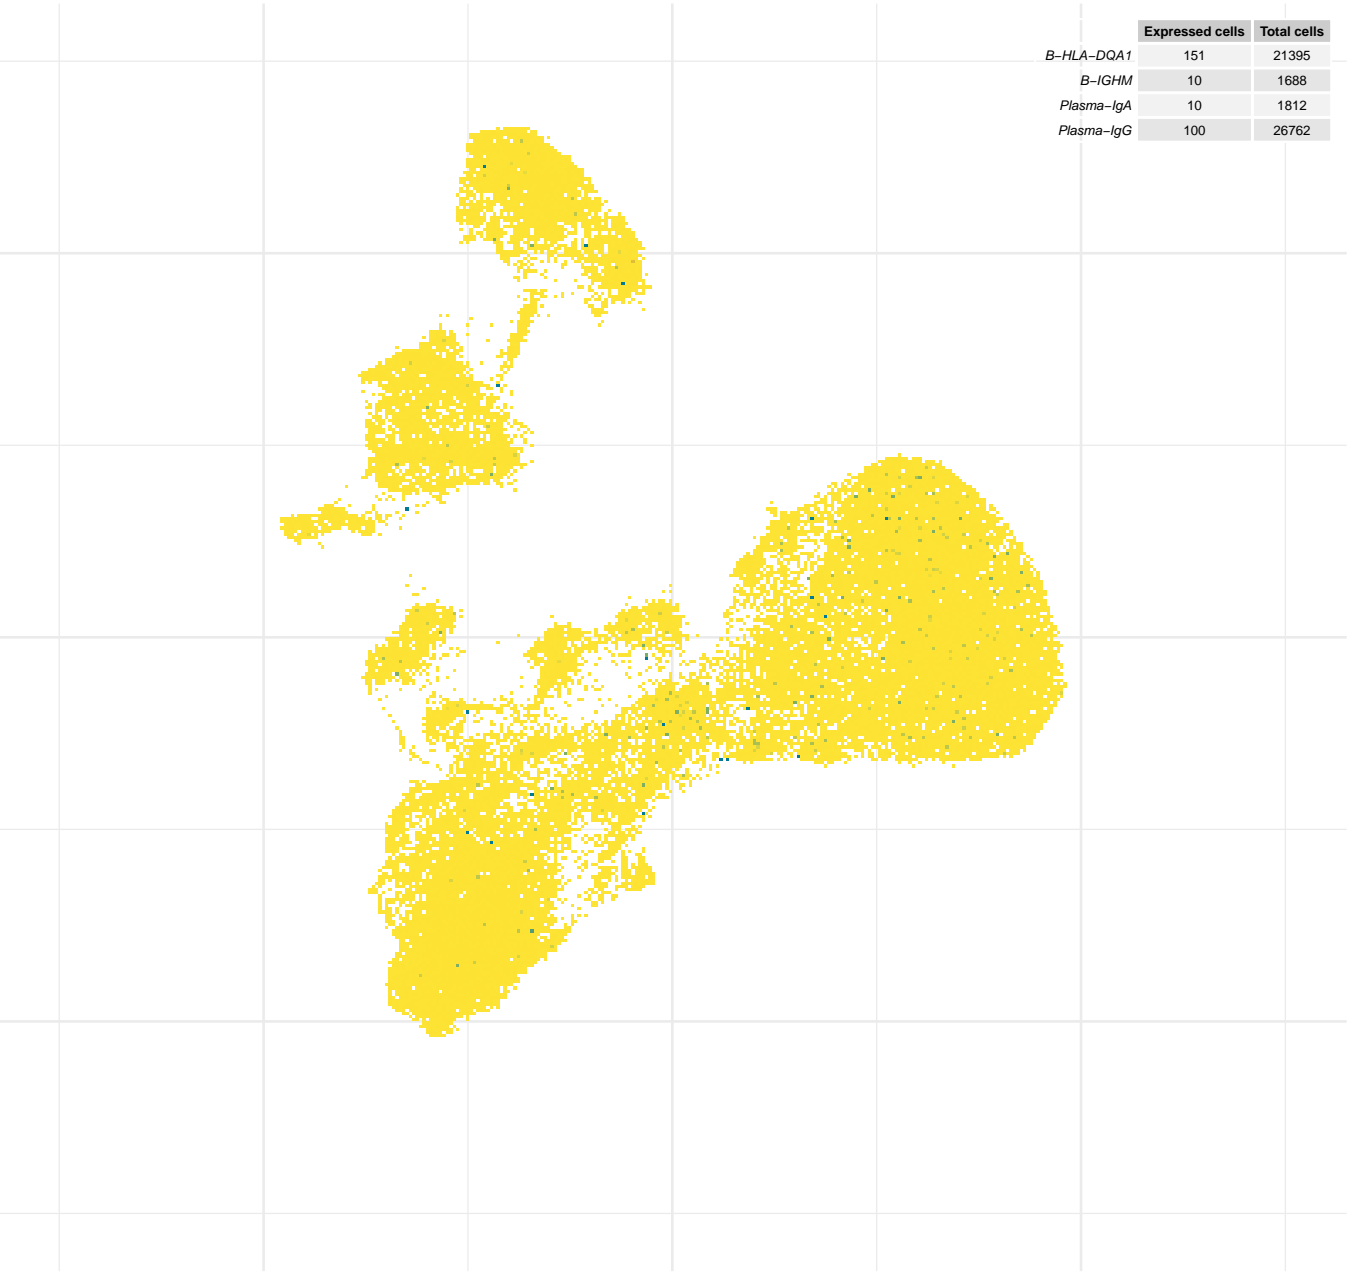 Expressed cells Total cells
B−HLA−DQA1 151 21395
B−IGHM 10 1688
Plasma−IgA 10 1812
Plasma−IgG 100 26762